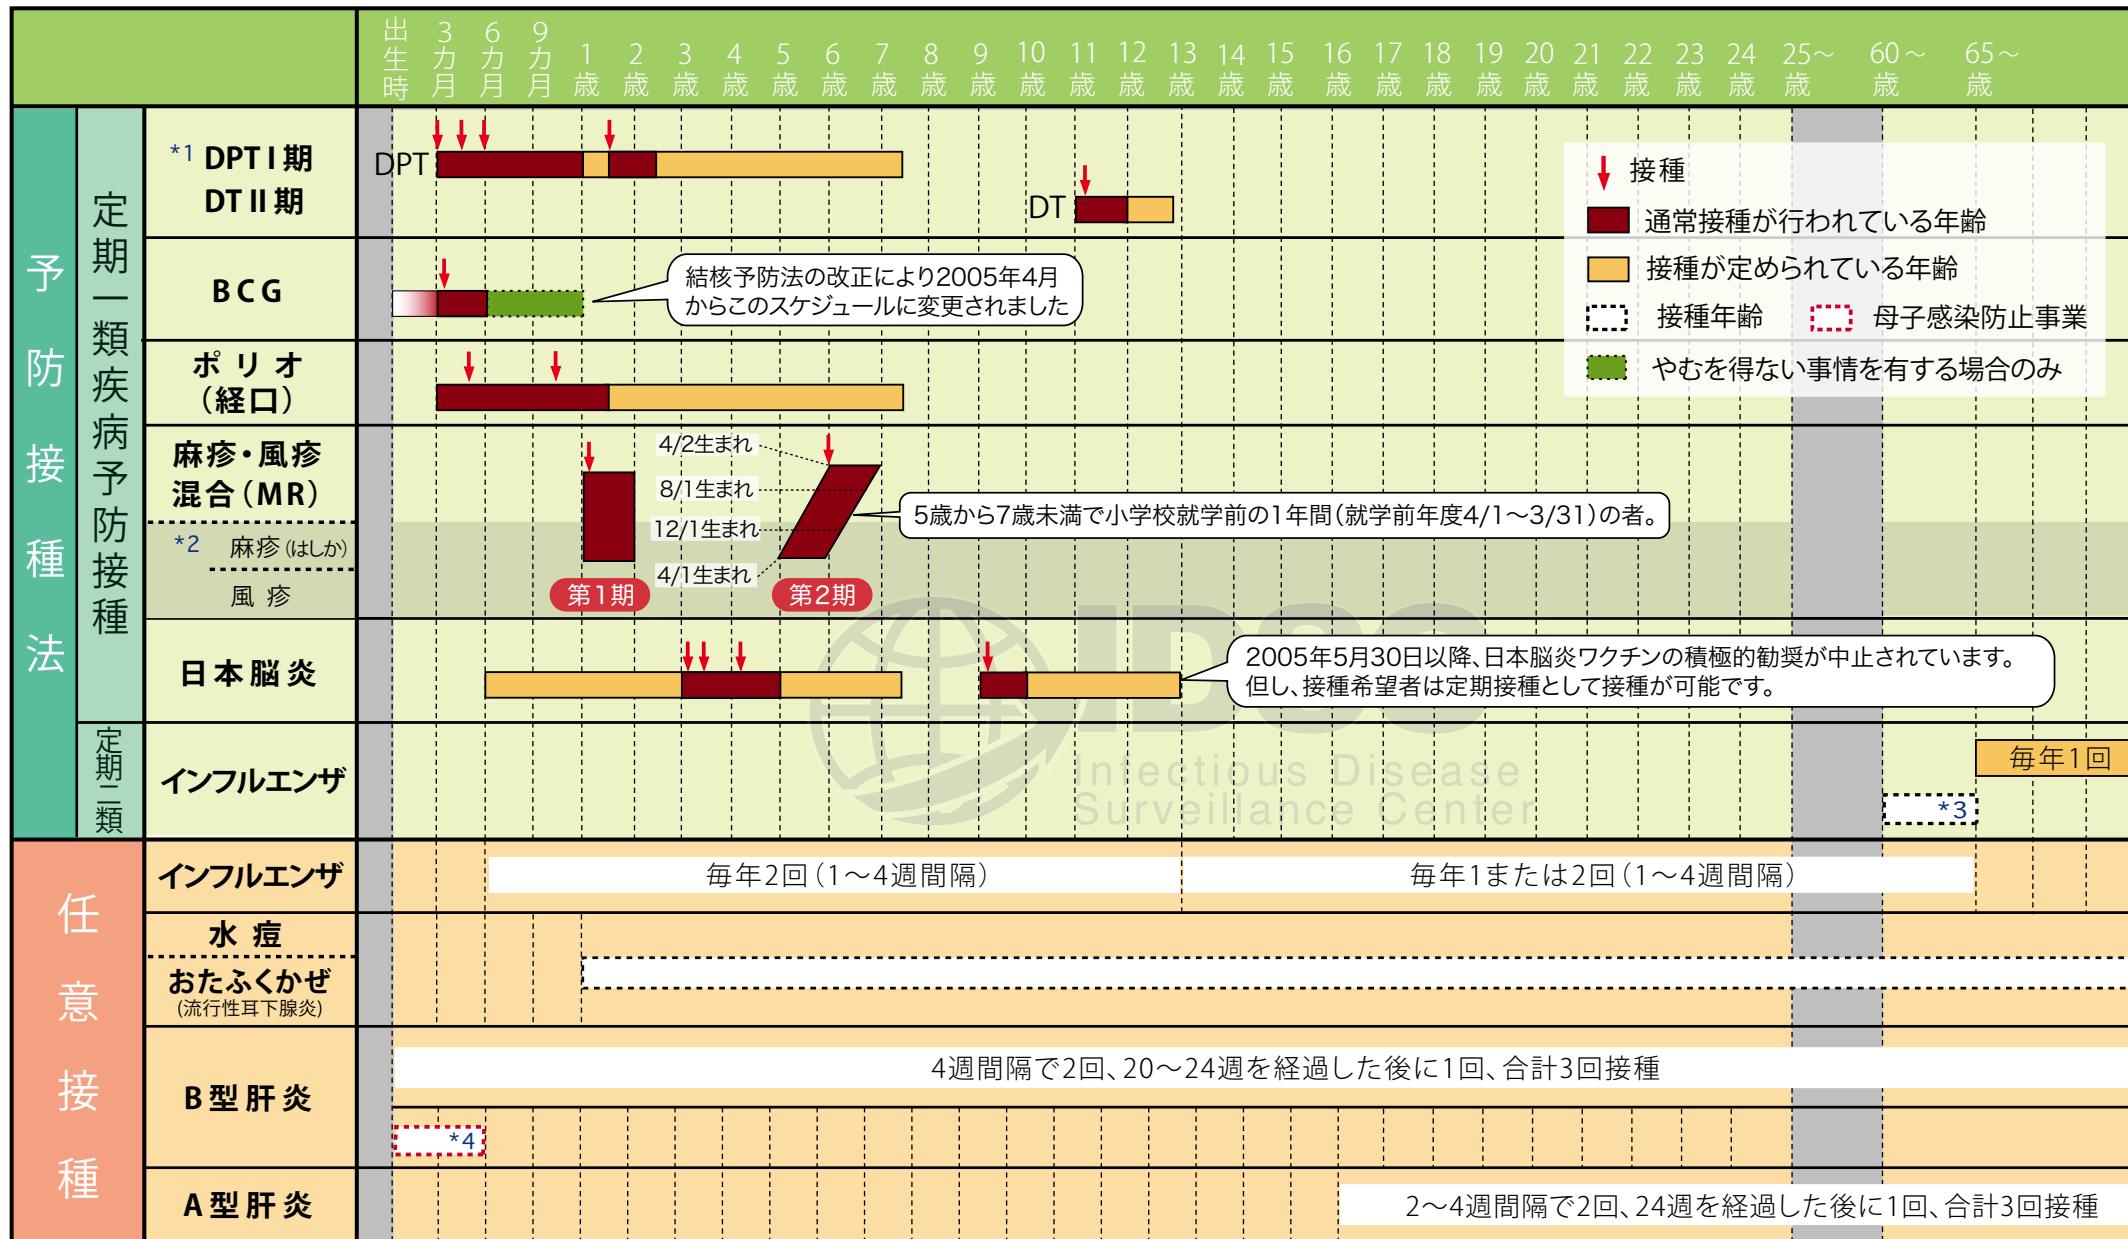 出生時
3カ月
6カ月
9カ月
1歳
2歳
3歳
4歳
5歳
6歳
7歳
8歳
9歳
10歳
11歳
12歳
13歳
14歳
15歳
16歳
17歳
18歳
19歳
20歳
21歳
22歳
23歳
24歳
25~歳
60~歳
65~歳
予防接種法
定期一類疾病予防接種
*1 DPT I 期
DT II 期
DPT
DT
接種
通常接種が行われている年齢
接種が定められている年齢
接種年齢
母子感染防止事業
やむを得ない事情を有する場合のみ
BCG
結核予防法の改正により2005年4月
からこのスケジュールに変更されました
ポリオ
(経口)
麻疹・風疹
混合(MR)
*2 麻疹(はしか)
風疹
4/2生まれ
8/1生まれ
12/1生まれ
4/1生まれ
第1期
第2期
5歳から7歳未満で小学校就学前の1年間(就学前年度4/1~3/31)の者。
日本脳炎
2005年5月30日以降、日本脳炎ワクチンの積極的勧奨が中止されています。
但し、接種希望者は定期接種として接種が可能です。
IDSC
Infectious Disease
Surveillance Center
定期二類
インフルエンザ
毎年1回
*3
任意接種
インフルエンザ
毎年2回(1~4週間隔)
毎年1または2回(1~4週間隔)
水痘
おたふくかぜ
(流行性耳下腺炎)
B型肝炎
4週間隔で2回、20~24週を経過した後に1回、合計3回接種
*4
A型肝炎
2~4週間隔で2回、24週を経過した後に1回、合計3回接種